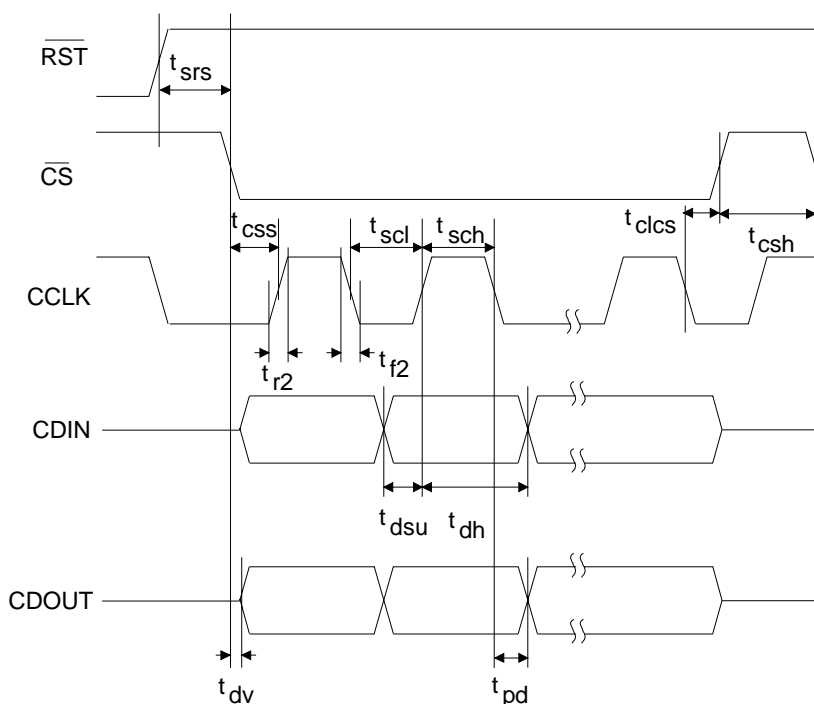 RST
t srs
CS
t css
t scl
t sch
t clcs
t csh
CCLK
t r2
t f2
CDIN
t dsu
t dh
CDOUT
t dv
t pd